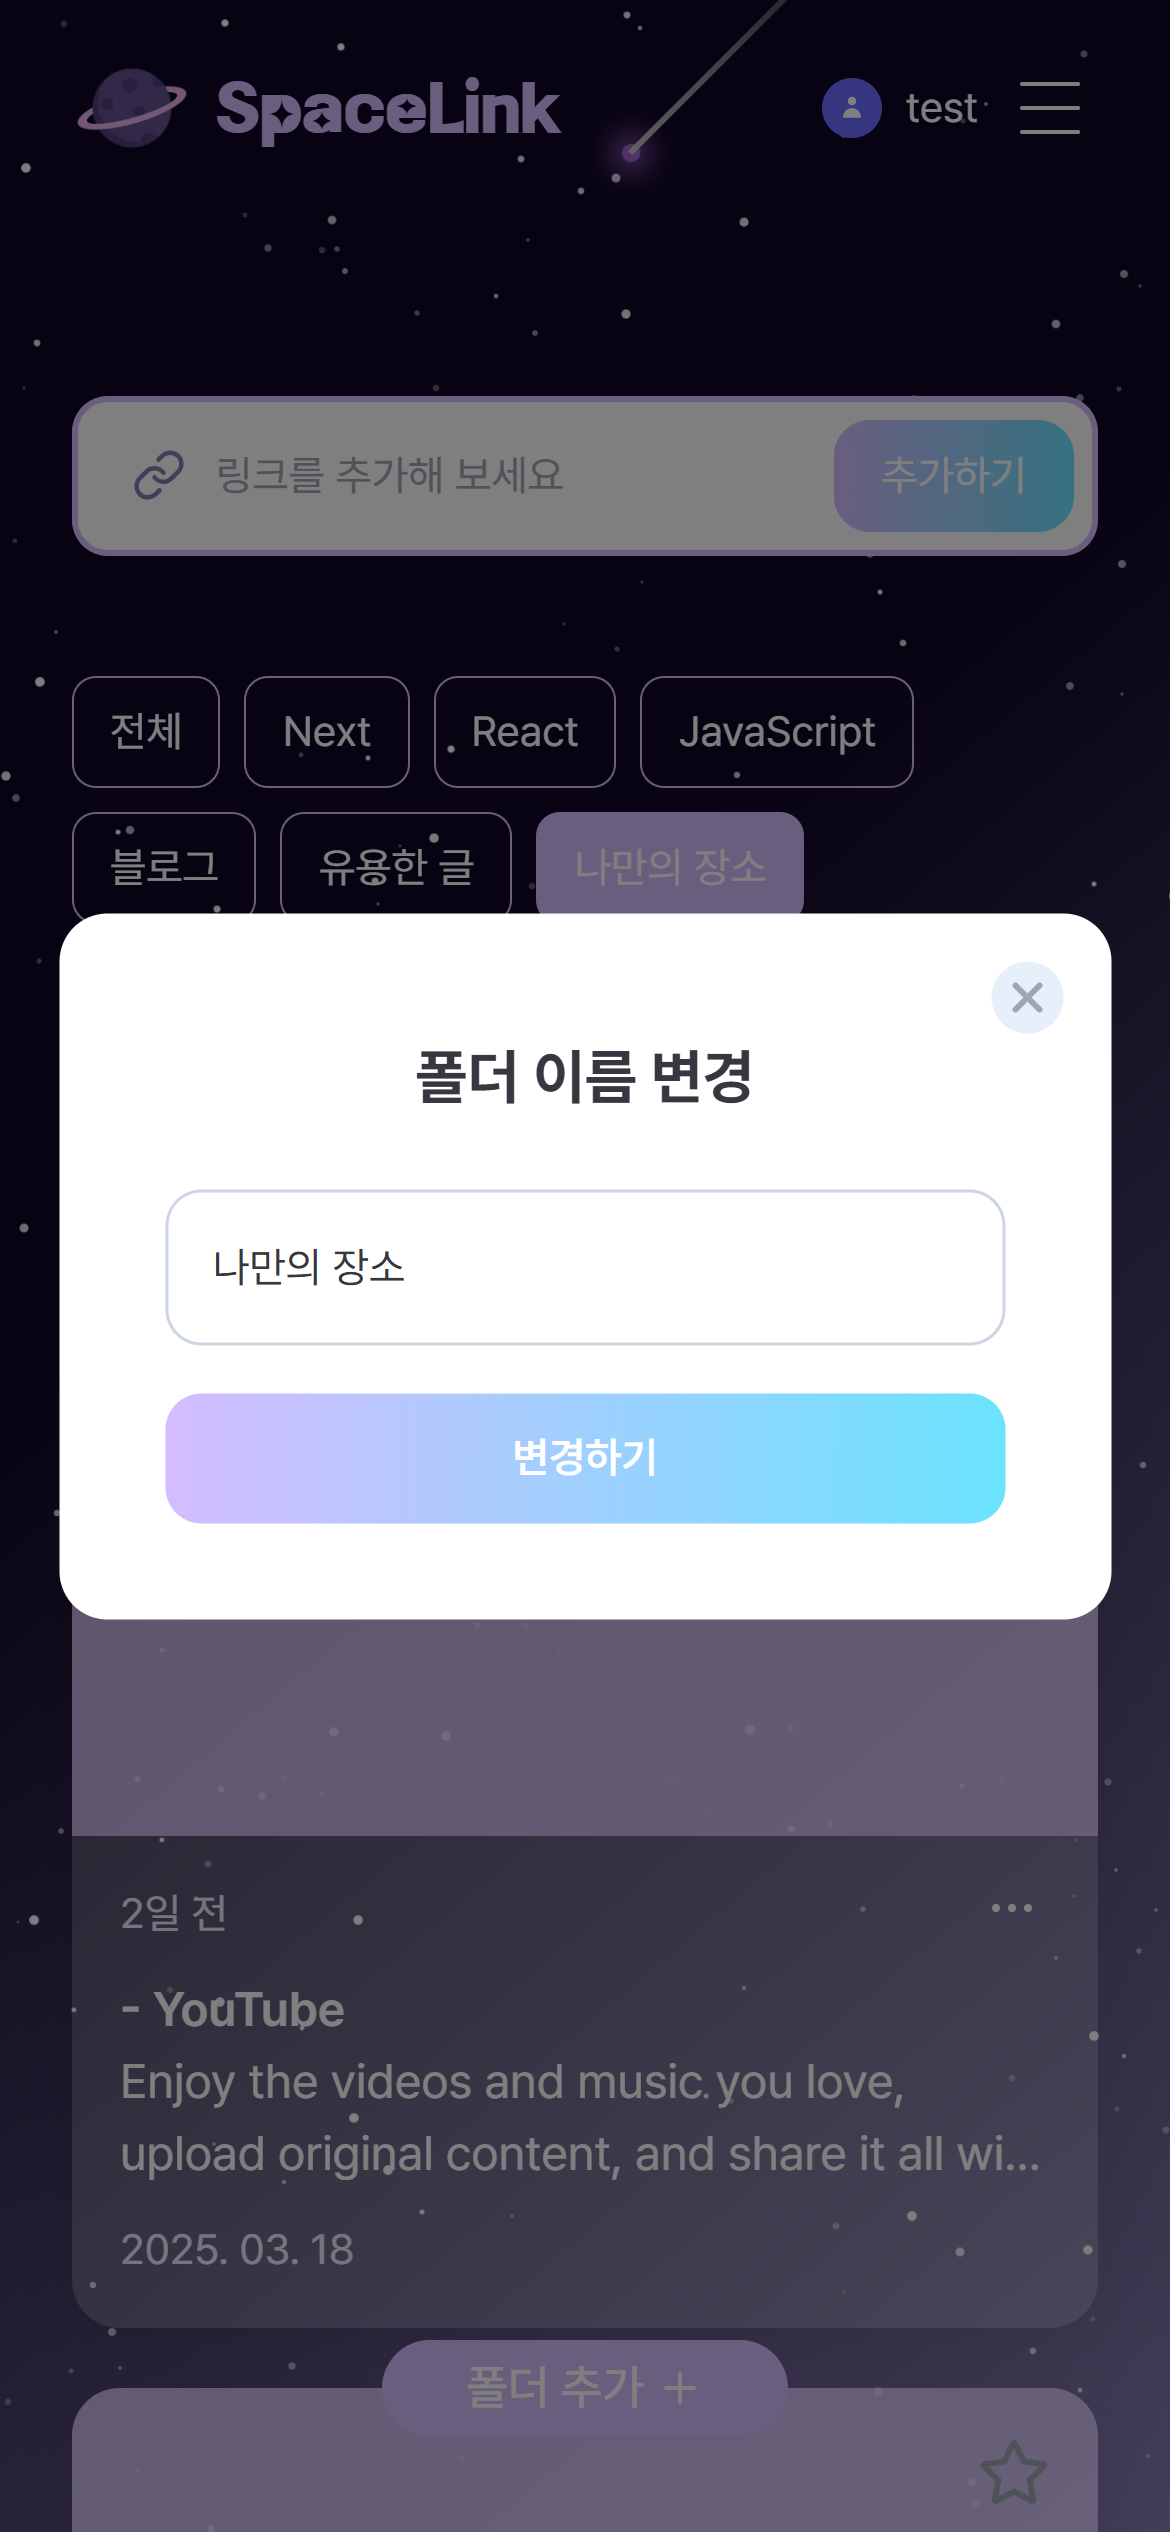 SpaceLink
test
링크를 추가해 보세요
추가하기
전체
Next
React
JavaScript
블로그
유용한 글
나만의 장소
폴더 이름 변경
나만의 장소
변경하기
2일 전
- YouTube
Enjoy the videos and music you love,
upload original content, and share it all wi...
2025. 03. 18
폴더 추가 +